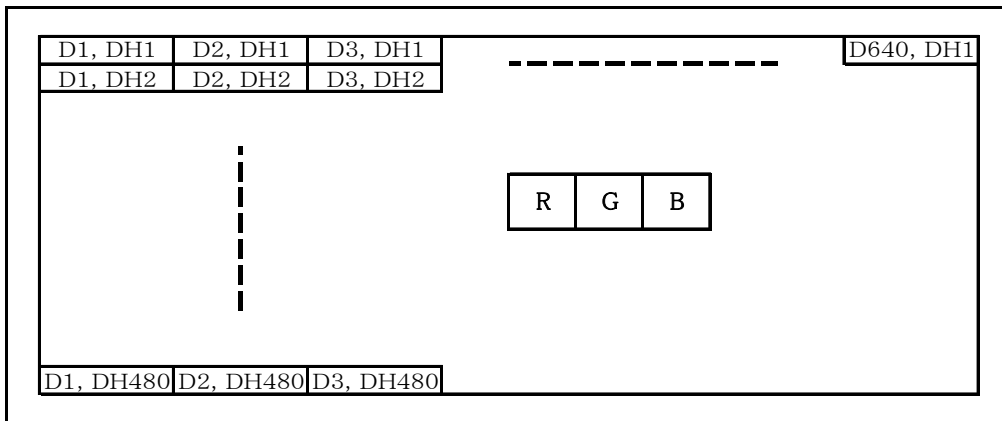 D1, DH1 D2, DH1 D3, DH1 D640, DH1
D1, DH2 D2, DH2 D3, DH2
R G B
D1, DH480 D2, DH480 D3, DH480